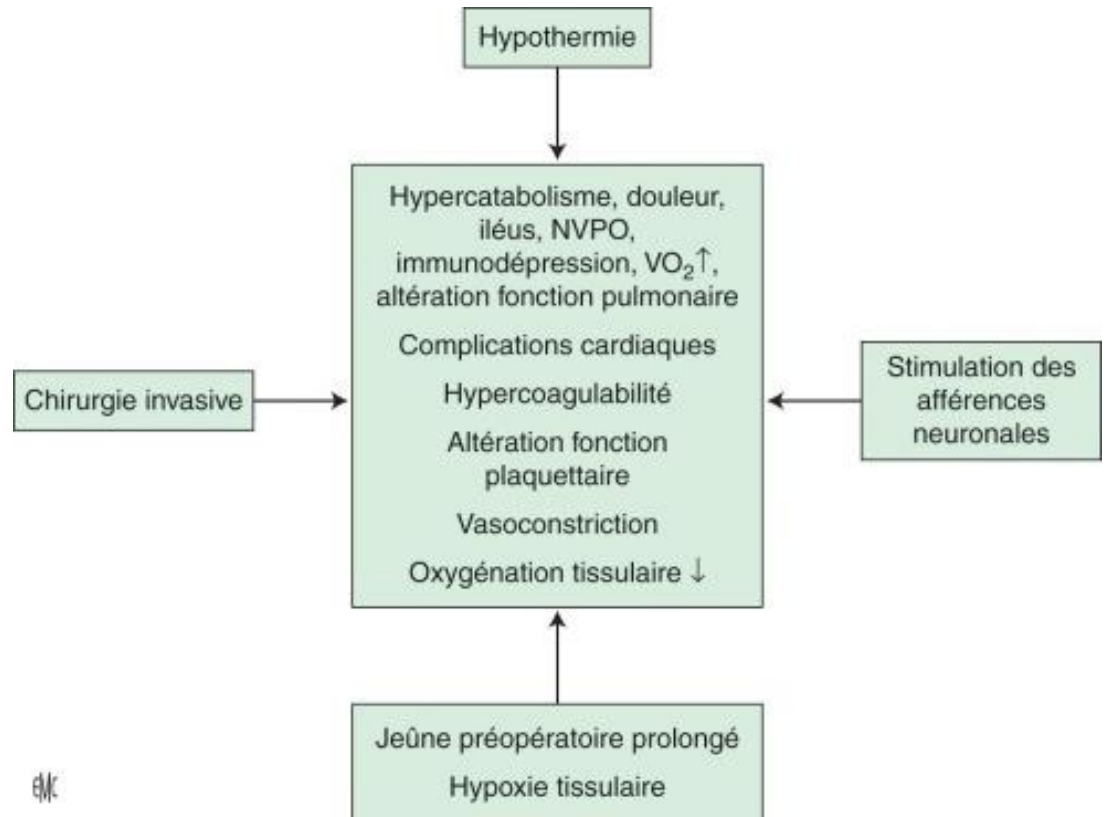 Hypothermie
Hypercatabolisme, douleur,
iléus, NVPO,
immunodépression, VO₂↑,
altération fonction pulmonaire
Complications cardiaques
Hypercoagulabilité
Altération fonction
plaquettaire
Vasoconstriction
Oxygénation tissulaire ↓
Chirurgie invasive
Stimulation des
afférences
neuronales
Jeûne préopératoire prolongé
Hypoxie tissulaire
EMC